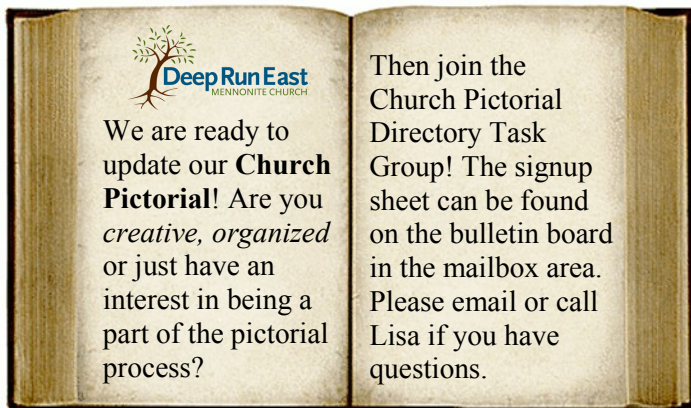 Deep Run East
MENNONITE CHURCH
We are ready to
update our Church
Pictorial! Are you
creative, organized
or just have an
interest in being a
part of the pictorial
process?
Then join the
Church Pictorial
Directory Task
Group! The signup
sheet can be found
on the bulletin board
in the mailbox area.
Please email or call
Lisa if you have
questions.